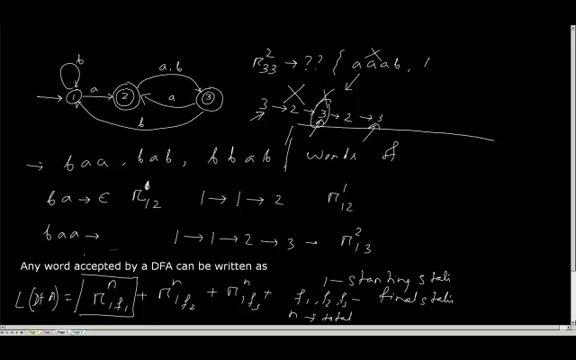 b
a
a, b
1
2
3
a
b
R²₃₃ → ?? { a a a b, 1
3 → 2 → 3 → 2 → 3
→ baa, bab, bbab words of
ba → ∈ R¹₁₂ 1 → 1 → 2 R¹₁₂
baa → 1 → 1 → 2 → 3 → R²₁₃
Any word accepted by a DFA can be written as
L(DFA) = Rⁿ₁f₁ + Rⁿ₁f₂ + Rⁿ₁f₃ +
1 – starting state
f₁, f₂, f₃ – final state
n → total